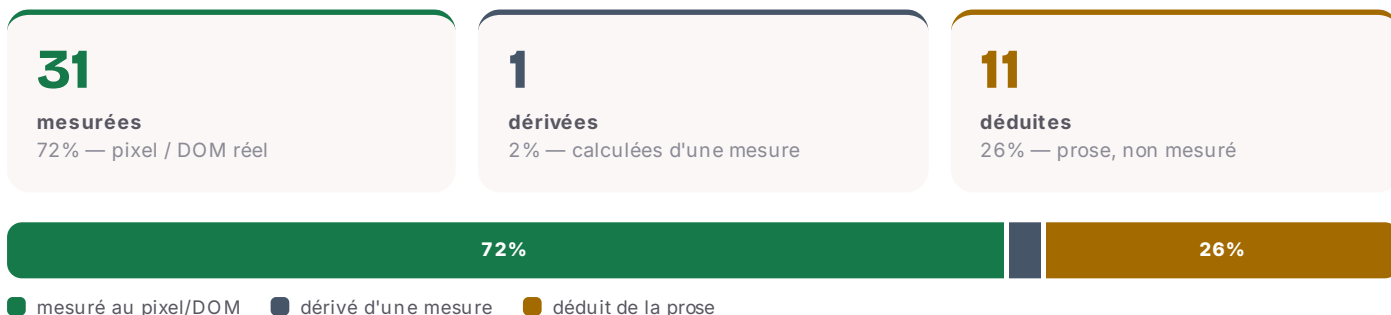 31
mesurées
72% — pixel / DOM réel
1
dérivées
2% — calculées d'une mesure
11
déduites
26% — prose, non mesuré
72%
26%
mesuré au pixel/DOM
dérivé d'une mesure
déduit de la prose